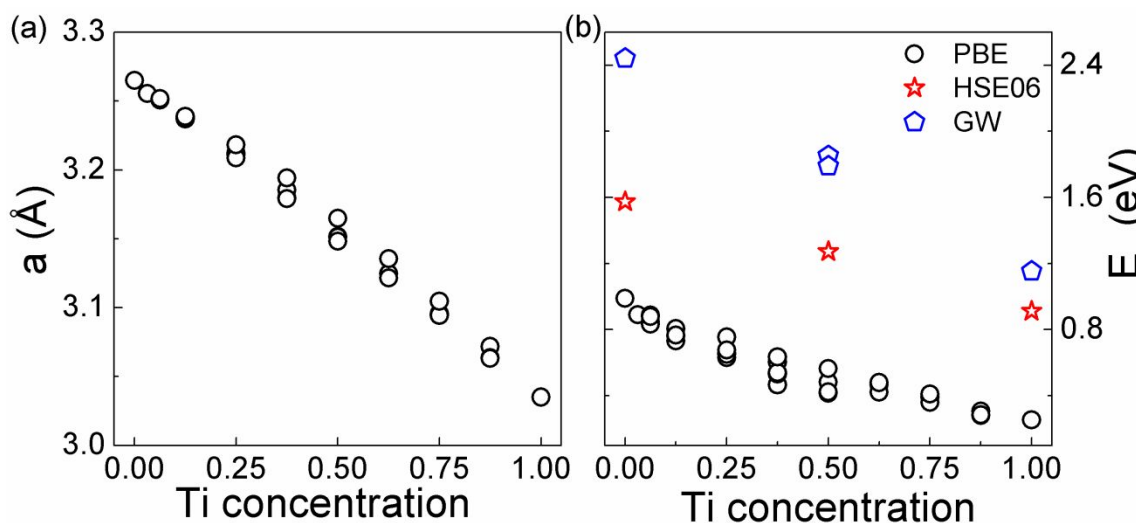 (a)
3.3
3.2
3.1
3.0
a (Å)
0.00 0.25 0.50 0.75 1.00
Ti concentration
(b)
PBE
HSE06
GW
2.4
1.6
0.8
E (eV)
0.00 0.25 0.50 0.75 1.00
Ti concentration